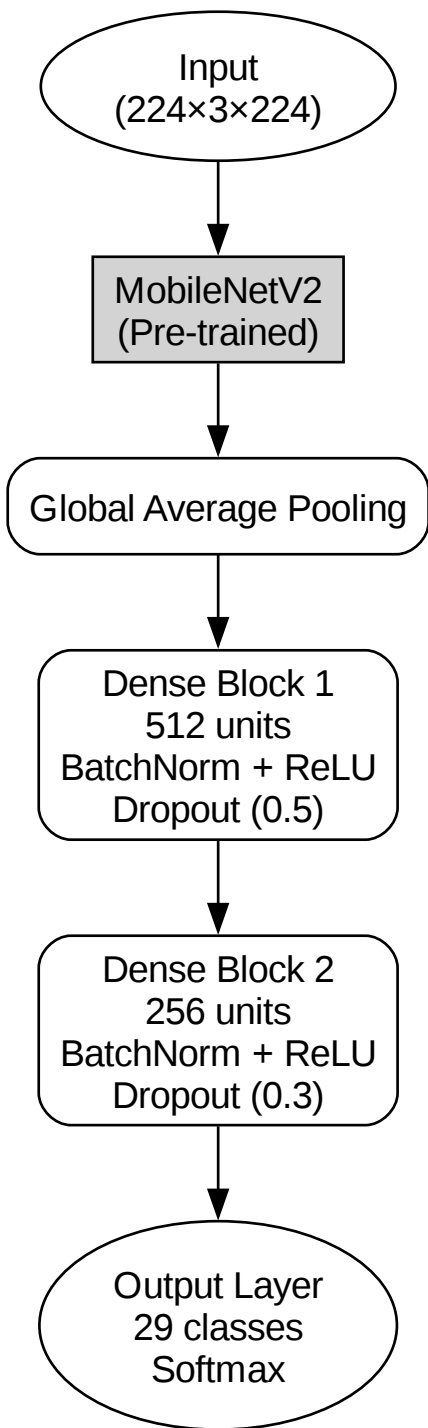 Input
(224×3×224)
MobileNetV2
(Pre-trained)
Global Average Pooling
Dense Block 1
512 units
BatchNorm + ReLU
Dropout (0.5)
Dense Block 2
256 units
BatchNorm + ReLU
Dropout (0.3)
Output Layer
29 classes
Softmax